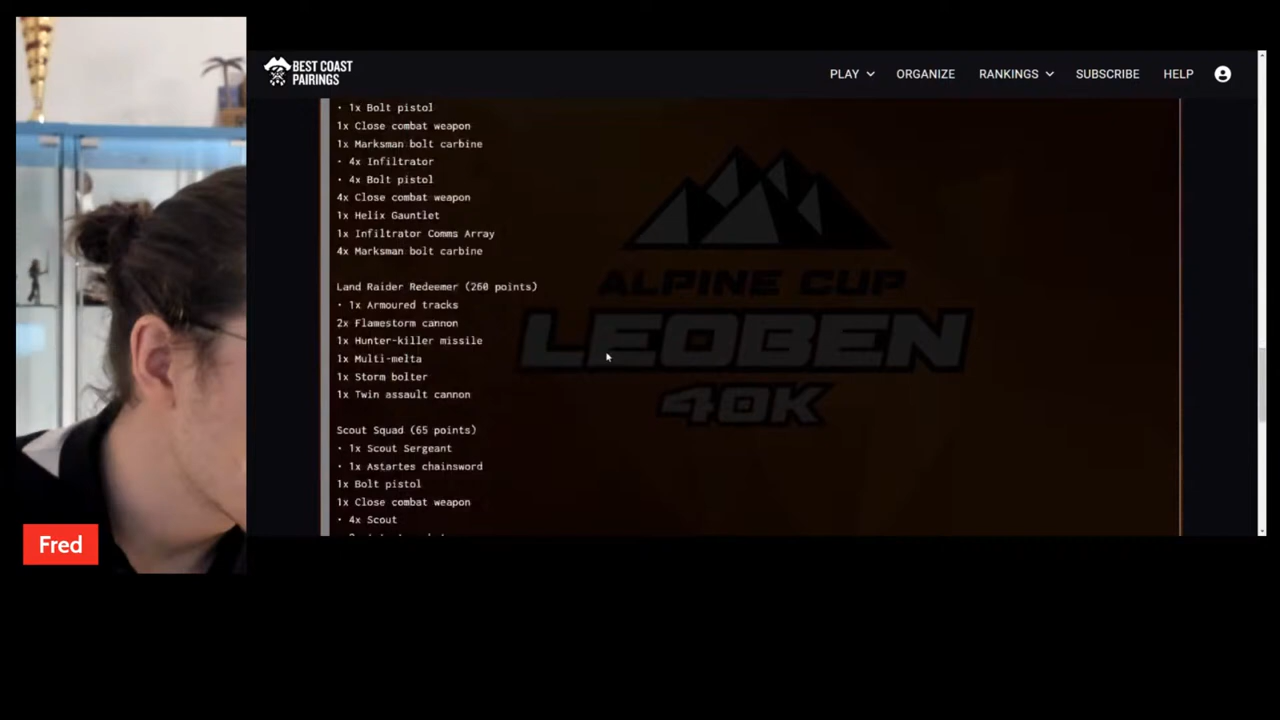 BEST COAST
PAIRINGS
PLAY
ORGANIZE
RANKINGS
SUBSCRIBE
HELP
· 1x Bolt pistol
1x Close combat weapon
1x Marksman bolt carbine
· 4x Infiltrator
· 4x Bolt pistol
4x Close combat weapon
1x Helix Gauntlet
1x Infiltrator Comms Array
4x Marksman bolt carbine
Land Raider Redeemer (260 points)
· 1x Armoured tracks
2x Flamestorm cannon
1x Hunter-killer missile
1x Multi-melta
1x Storm bolter
1x Twin assault cannon
Scout Squad (65 points)
· 1x Scout Sergeant
· 1x Astartes chainsword
1x Bolt pistol
1x Close combat weapon
· 4x Scout
ALPINE CUP
LEOBEN
40K
Fred